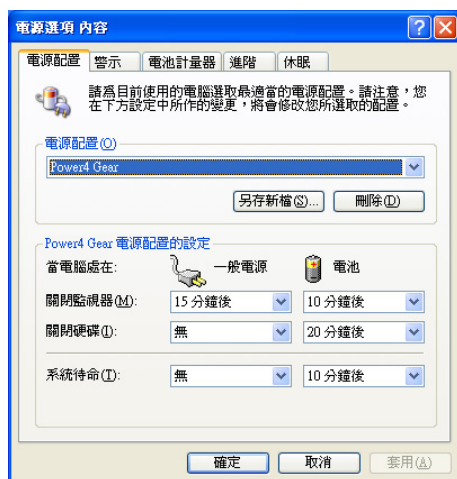 電源選項 內容
電源配置 警示 電池計量器 進階 休眠
請為目前使用的電腦選取最適當的電源配置。請注意，您
在下方設定中所作的變更，將會修改您所選取的配置。
電源配置(O)
Power4 Gear
另存新檔(S)... 刪除(D)
Power4 Gear 電源配置的設定
當電腦處在: 一般電源 電池
關閉監視器(M): 15 分鐘後 10 分鐘後
關閉硬碟(I): 無 20 分鐘後
系統待命(T): 無 10 分鐘後
確定 取消 套用(A)